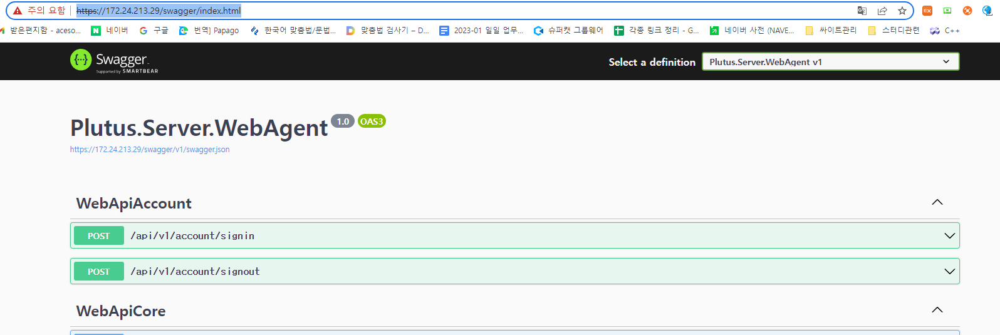 주의 요함 https://172.24.213.29/swagger/index.html
받은편지함 - aceso... 네이버 구글 번역] Papago 한국어 맞춤법/문법... 맞춤법 검사기 – D... 2023-01 일일 업무... 슈퍼캣 그룹웨어 각종 링크 정리 - G... 네이버 사전 (NAVE... 싸이트관리 스터디관련 C++
{...} Swagger
Supported by SMARTBEAR
Select a definition Plutus.Server.WebAgent v1
Plutus.Server.WebAgent 1.0 OAS3
https://172.24.213.29/swagger/v1/swagger.json
WebApiAccount
POST /api/v1/account/signin
POST /api/v1/account/signout
WebApiCore